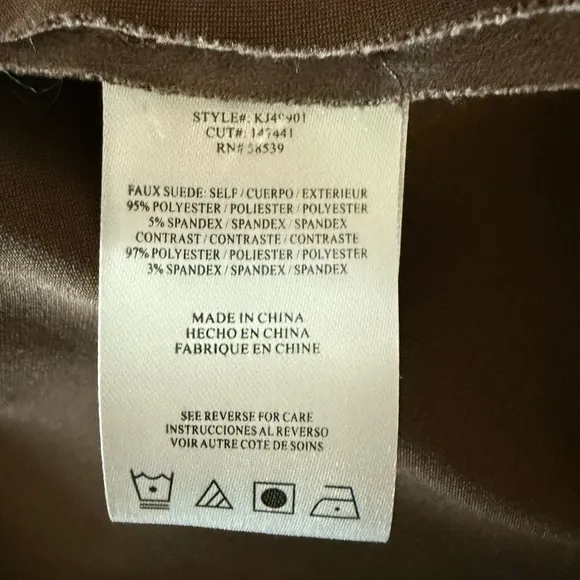 STYLE#: KJ49901
CUT#: 147441
RN# 58539
FAUX SUEDE: SELF / CUERPO / EXTERIEUR
95% POLYESTER / POLIESTER / POLYESTER
5% SPANDEX / SPANDEX / SPANDEX
CONTRAST / CONTRASTE / CONTRASTE
97% POLYESTER / POLIESTER / POLYESTER
3% SPANDEX / SPANDEX / SPANDEX
MADE IN CHINA
HECHO EN CHINA
FABRIQUE EN CHINE
SEE REVERSE FOR CARE
INSTRUCCIONES AL REVERSO
VOIR AUTRE COTE DE SOINS